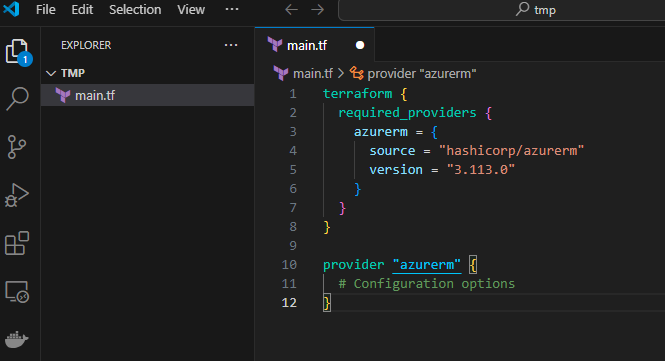 File Edit Selection View Go Run
tmp
EXPLORER
TMP
main.tf
1
main.tf
main.tf > provider "azurerm"
1 terraform {
2 required_providers {
3 azurerm = {
4 source = "hashicorp/azurerm"
5 version = "3.113.0"
6 }
7 }
8 }
9
10 provider "azurerm" {
11 # Configuration options
12 }